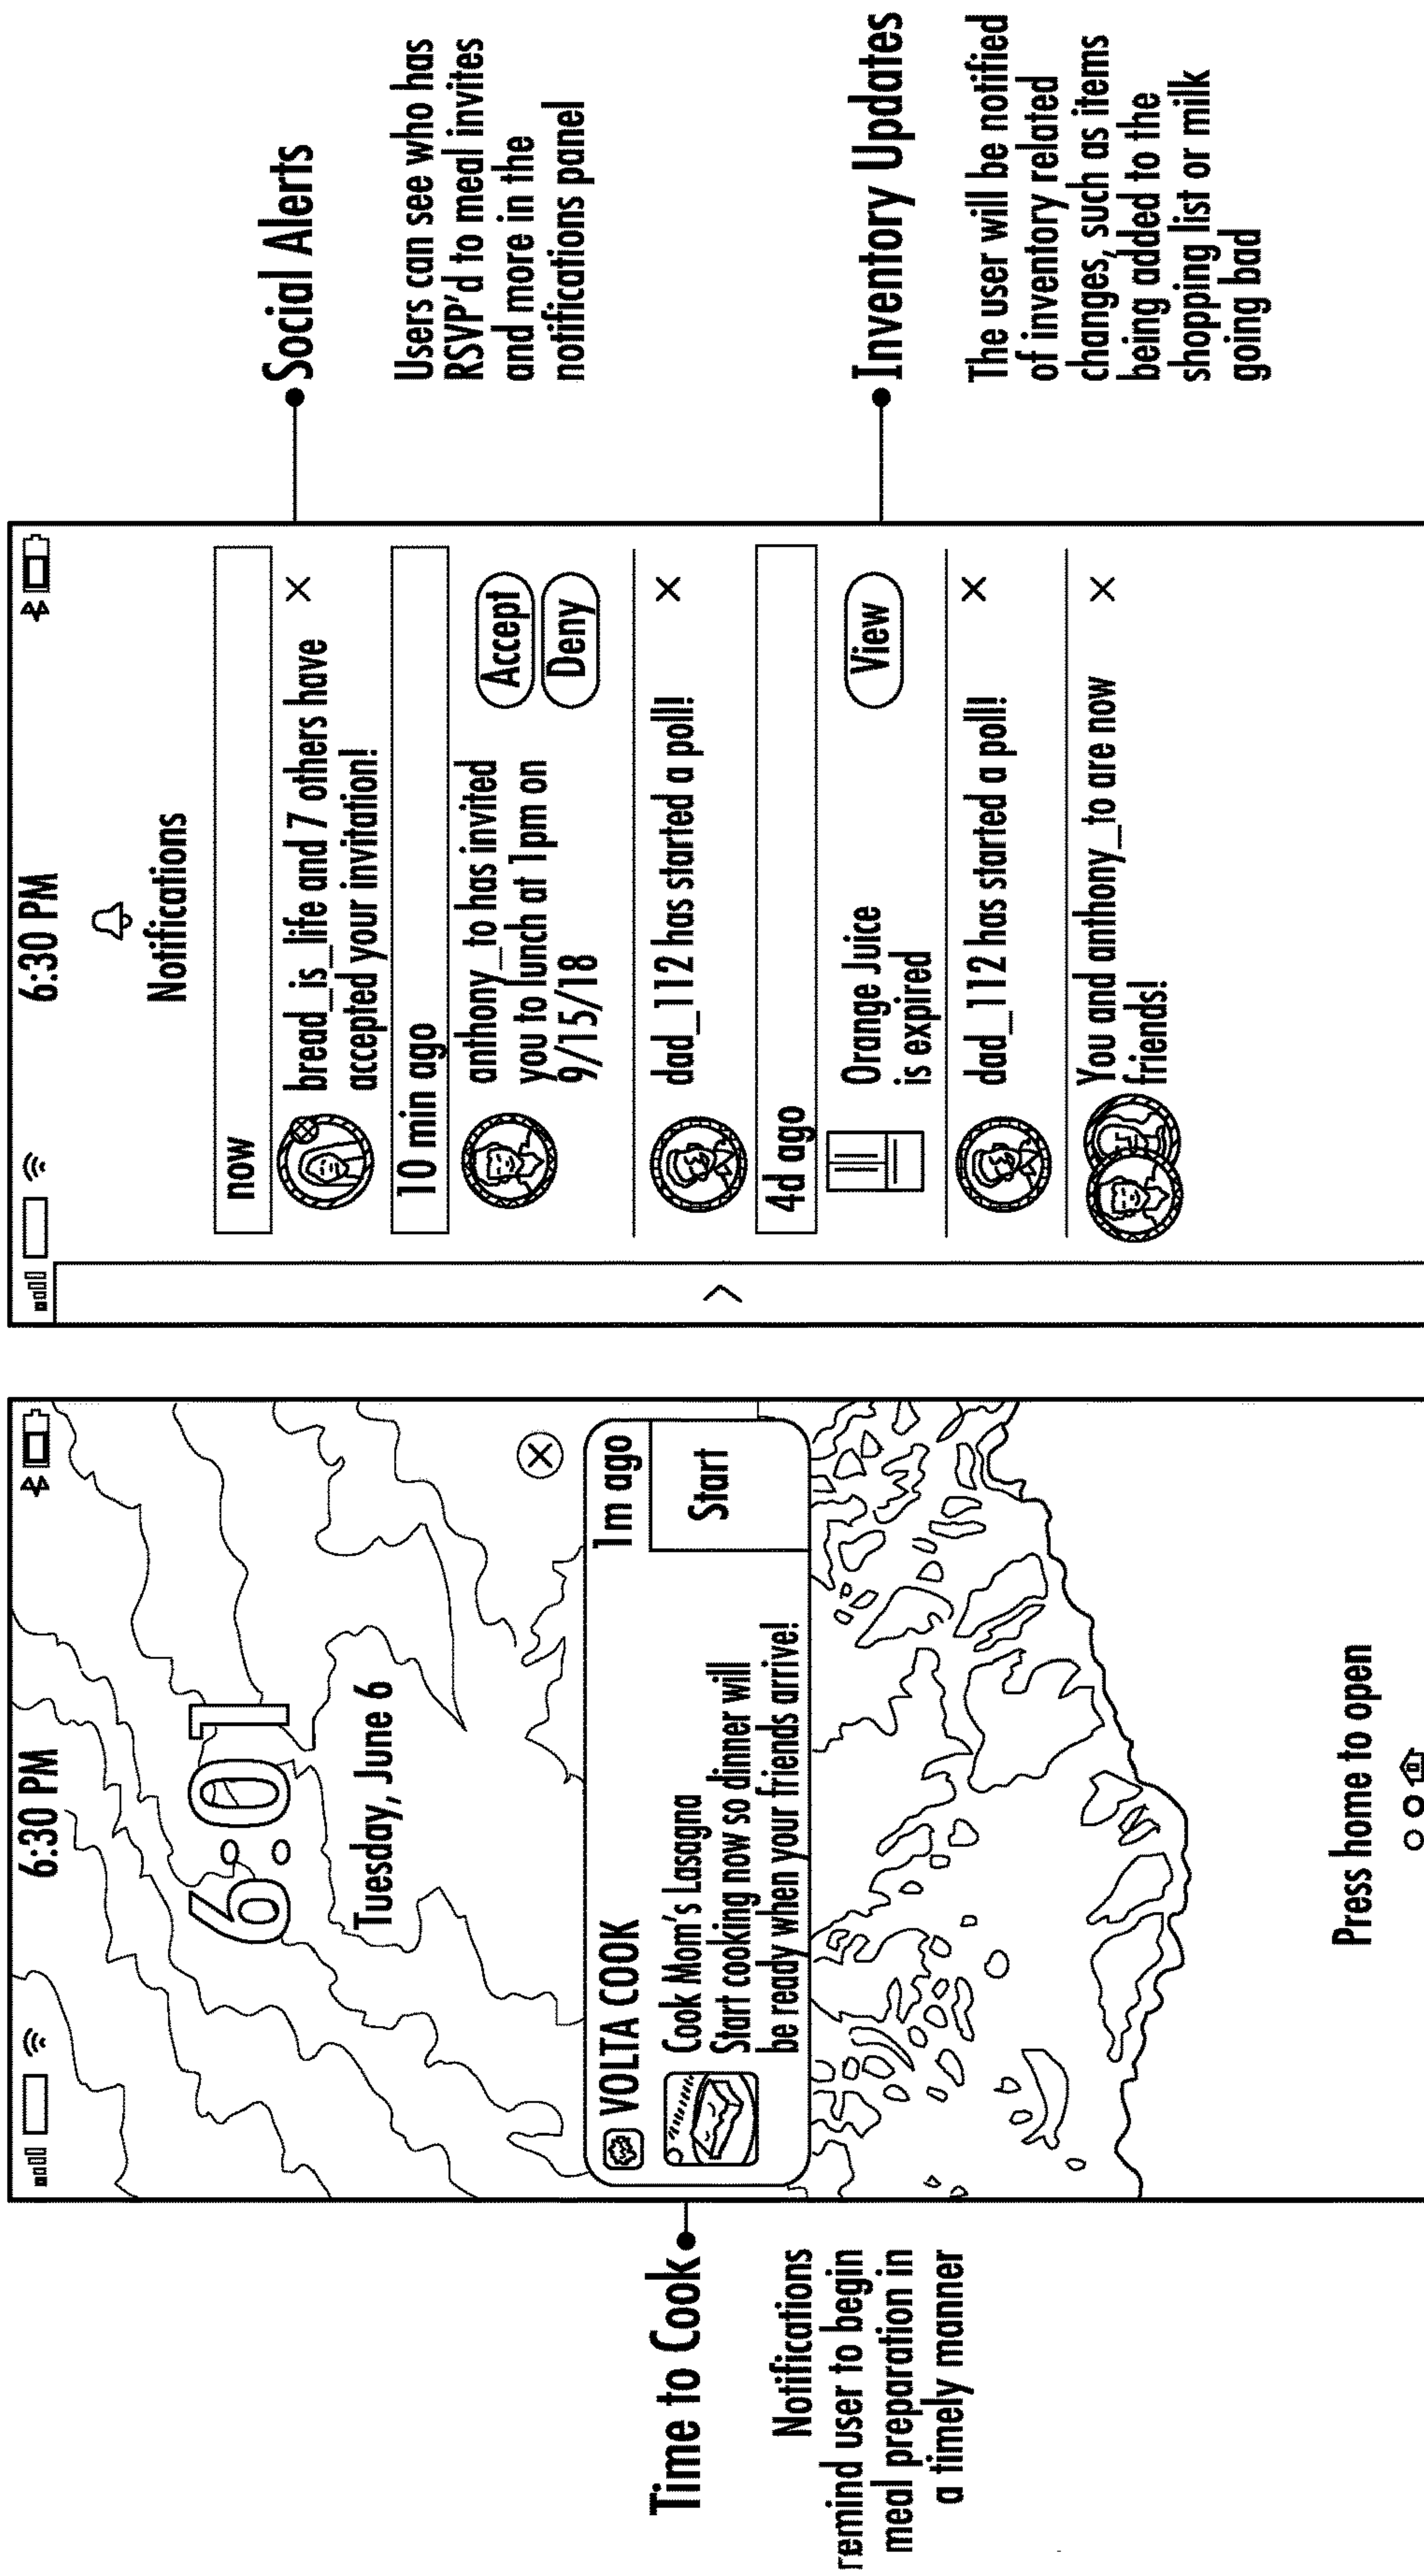 Time to Cook
Notifications
remind user to begin
meal preparation in
a timely manner
6:30 PM
6:01
Tuesday, June 6
VOLTA COOK
1m ago
Cook Mom's Lasagna
Start cooking now so dinner will
be ready when your friends arrive!
Start
Press home to open
6:30 PM
Notifications
now
bread_is_life and 7 others have
accepted your invitation!
10 min ago
anthony_to has invited
you to lunch at 1pm on
9/15/18
Accept
Deny
dad_112 has started a poll!
4d ago
Orange Juice
is expired
View
dad_112 has started a poll!
You and anthony_to are now
friends!
Social Alerts
Users can see who has
RSVP'd to meal invites
and more in the
notifications panel
Inventory Updates
The user will be notified
of inventory related
changes, such as items
being added to the
shopping list or milk
going bad